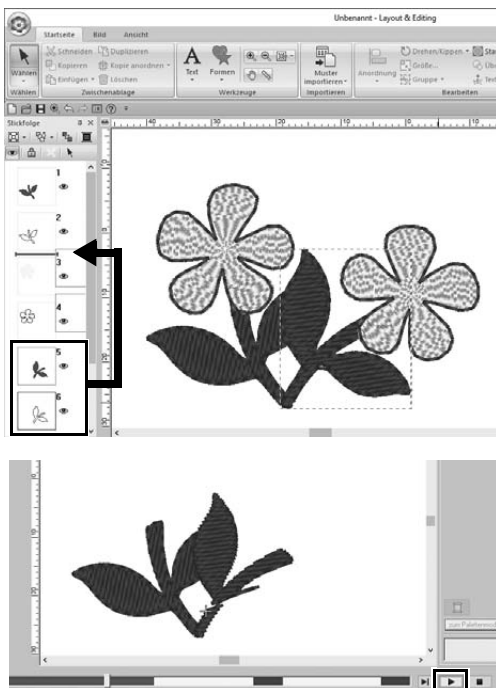 Unbenannt - Layout & Editing
Startseite Bild Ansicht
Schneiden Duplizieren
Kopieren Kopie anordnen
Einfügen Löschen
Wählen
Text Formen
Muster importieren
Anordnung
Drehen/Kippen
Größe...
Gruppe
Wählen Zwischenablage Werkzeuge Importieren Bearbeiten
Stickfolge
1
2
3
4
5
6